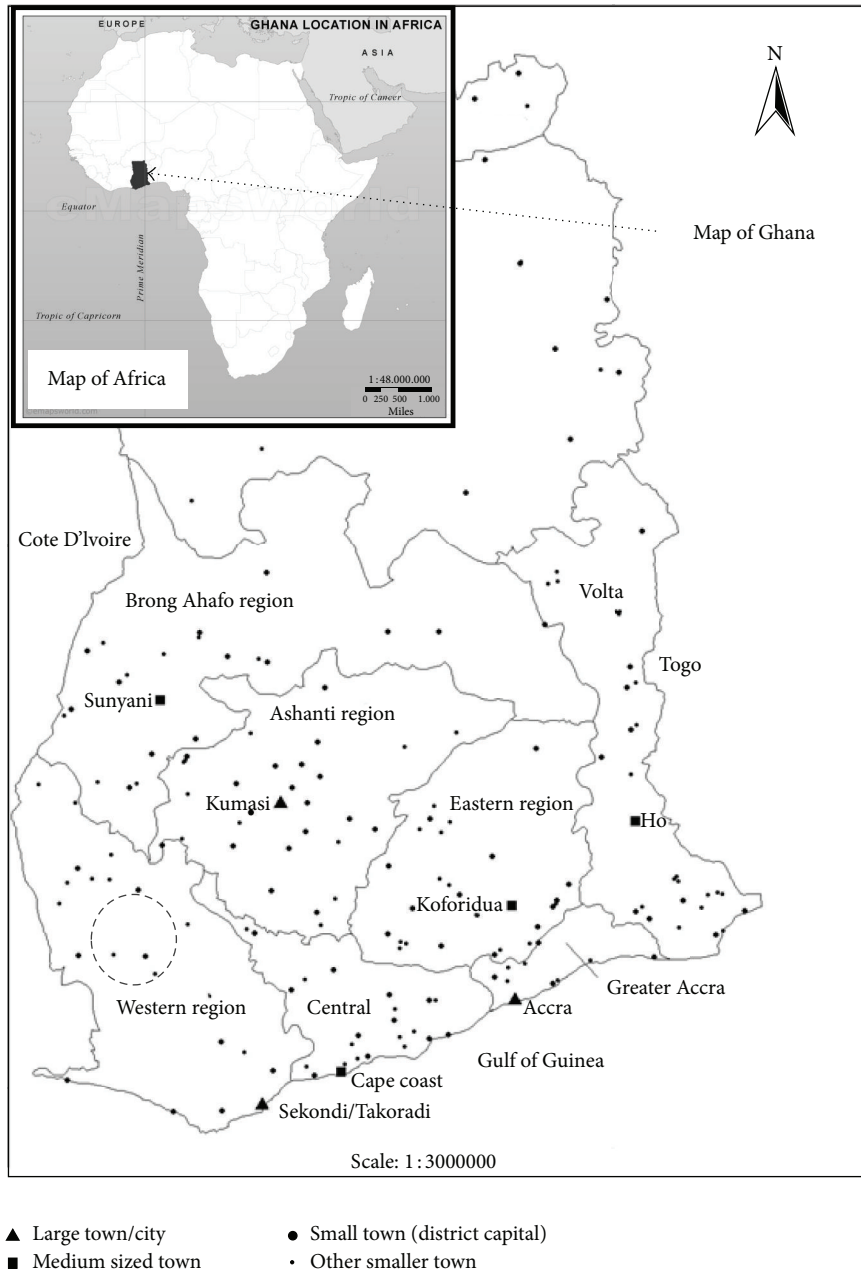 EUROPE
GHANA LOCATION IN AFRICA
ASIA
Tropic of Cancer
Equator
Prime Meridian
Tropic of Capricorn
Map of Africa
1:48.000.000
0 250 500 1.000
Miles
©emapsworld.com
eMapsWorld
N
Map of Ghana
Cote D'lvoire
Brong Ahafo region
Volta
Togo
Sunyani
Ashanti region
Kumasi
Eastern region
Ho
Koforidua
Greater Accra
Western region
Central
Accra
Gulf of Guinea
Cape coast
Sekondi/Takoradi
Scale: 1:3000000
Large town/city
Small town (district capital)
Medium sized town
Other smaller town